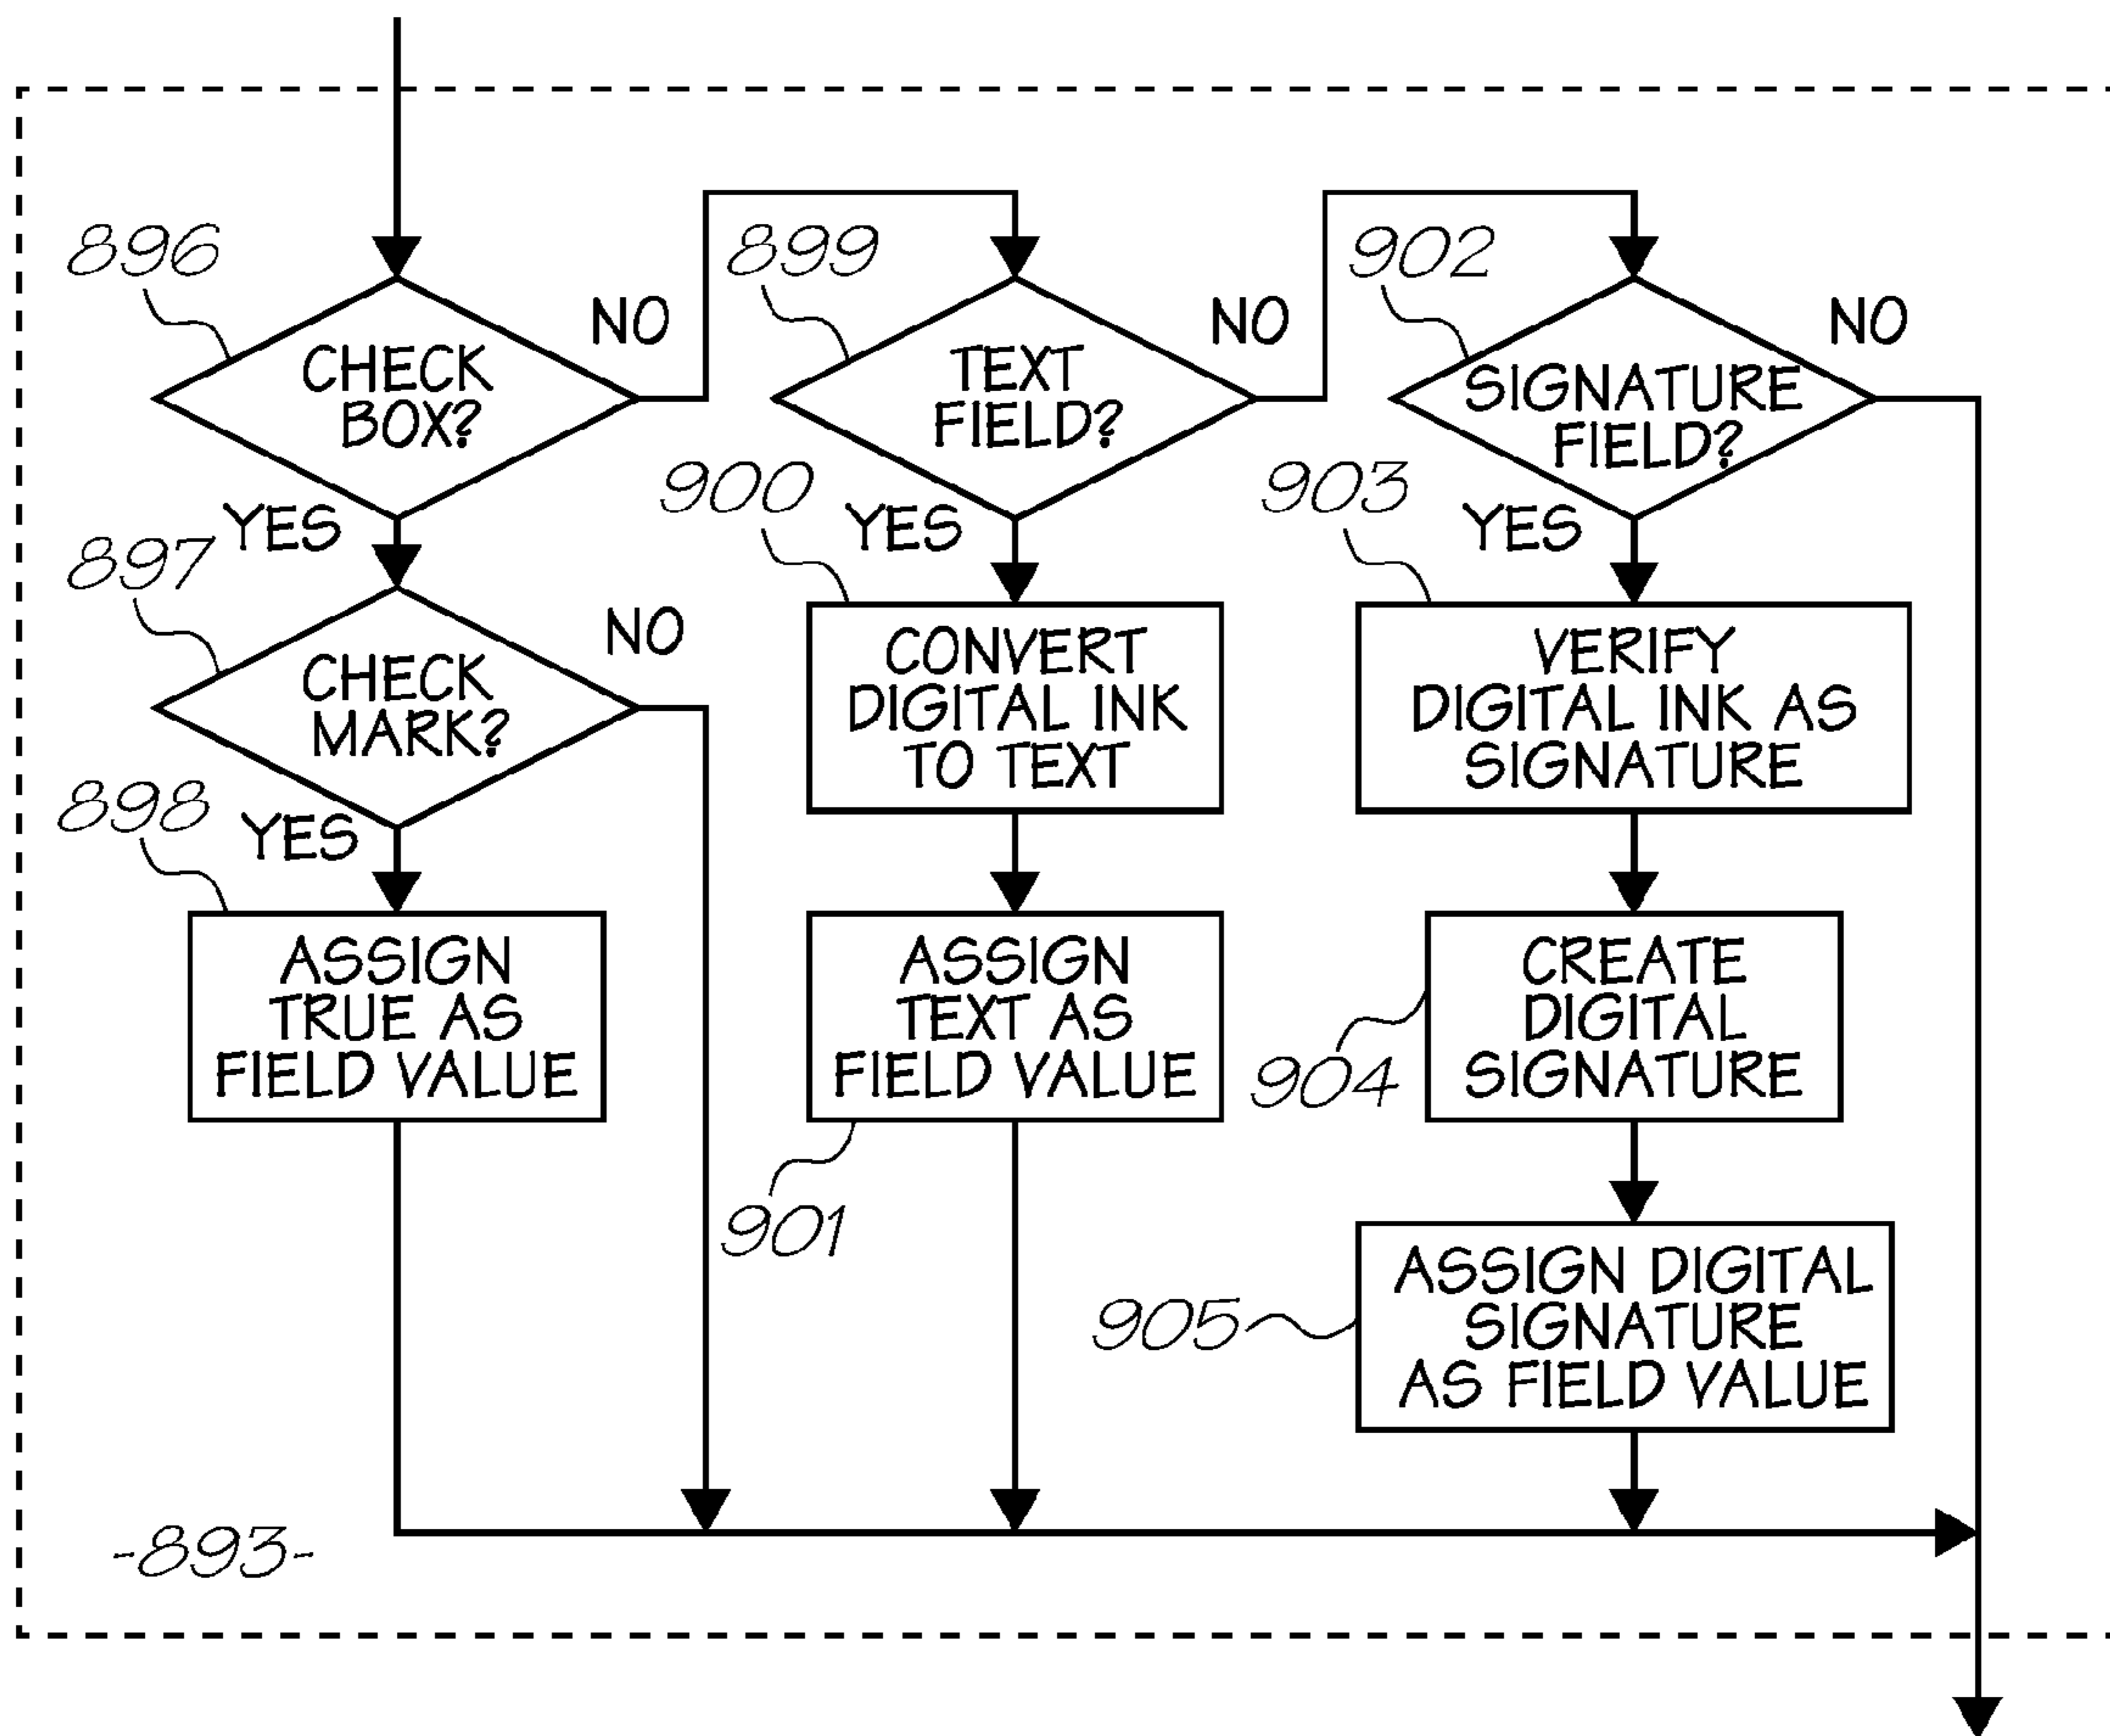 896
CHECK
BOX?
NO
YES
897
CHECK
MARK?
NO
YES
898
ASSIGN
TRUE AS
FIELD VALUE
899
TEXT
FIELD?
NO
YES
900
CONVERT
DIGITAL INK
TO TEXT
ASSIGN
TEXT AS
FIELD VALUE
901
902
SIGNATURE
FIELD?
NO
YES
903
VERIFY
DIGITAL INK AS
SIGNATURE
CREATE
DIGITAL
SIGNATURE
904
ASSIGN DIGITAL
SIGNATURE
AS FIELD VALUE
905
-893-